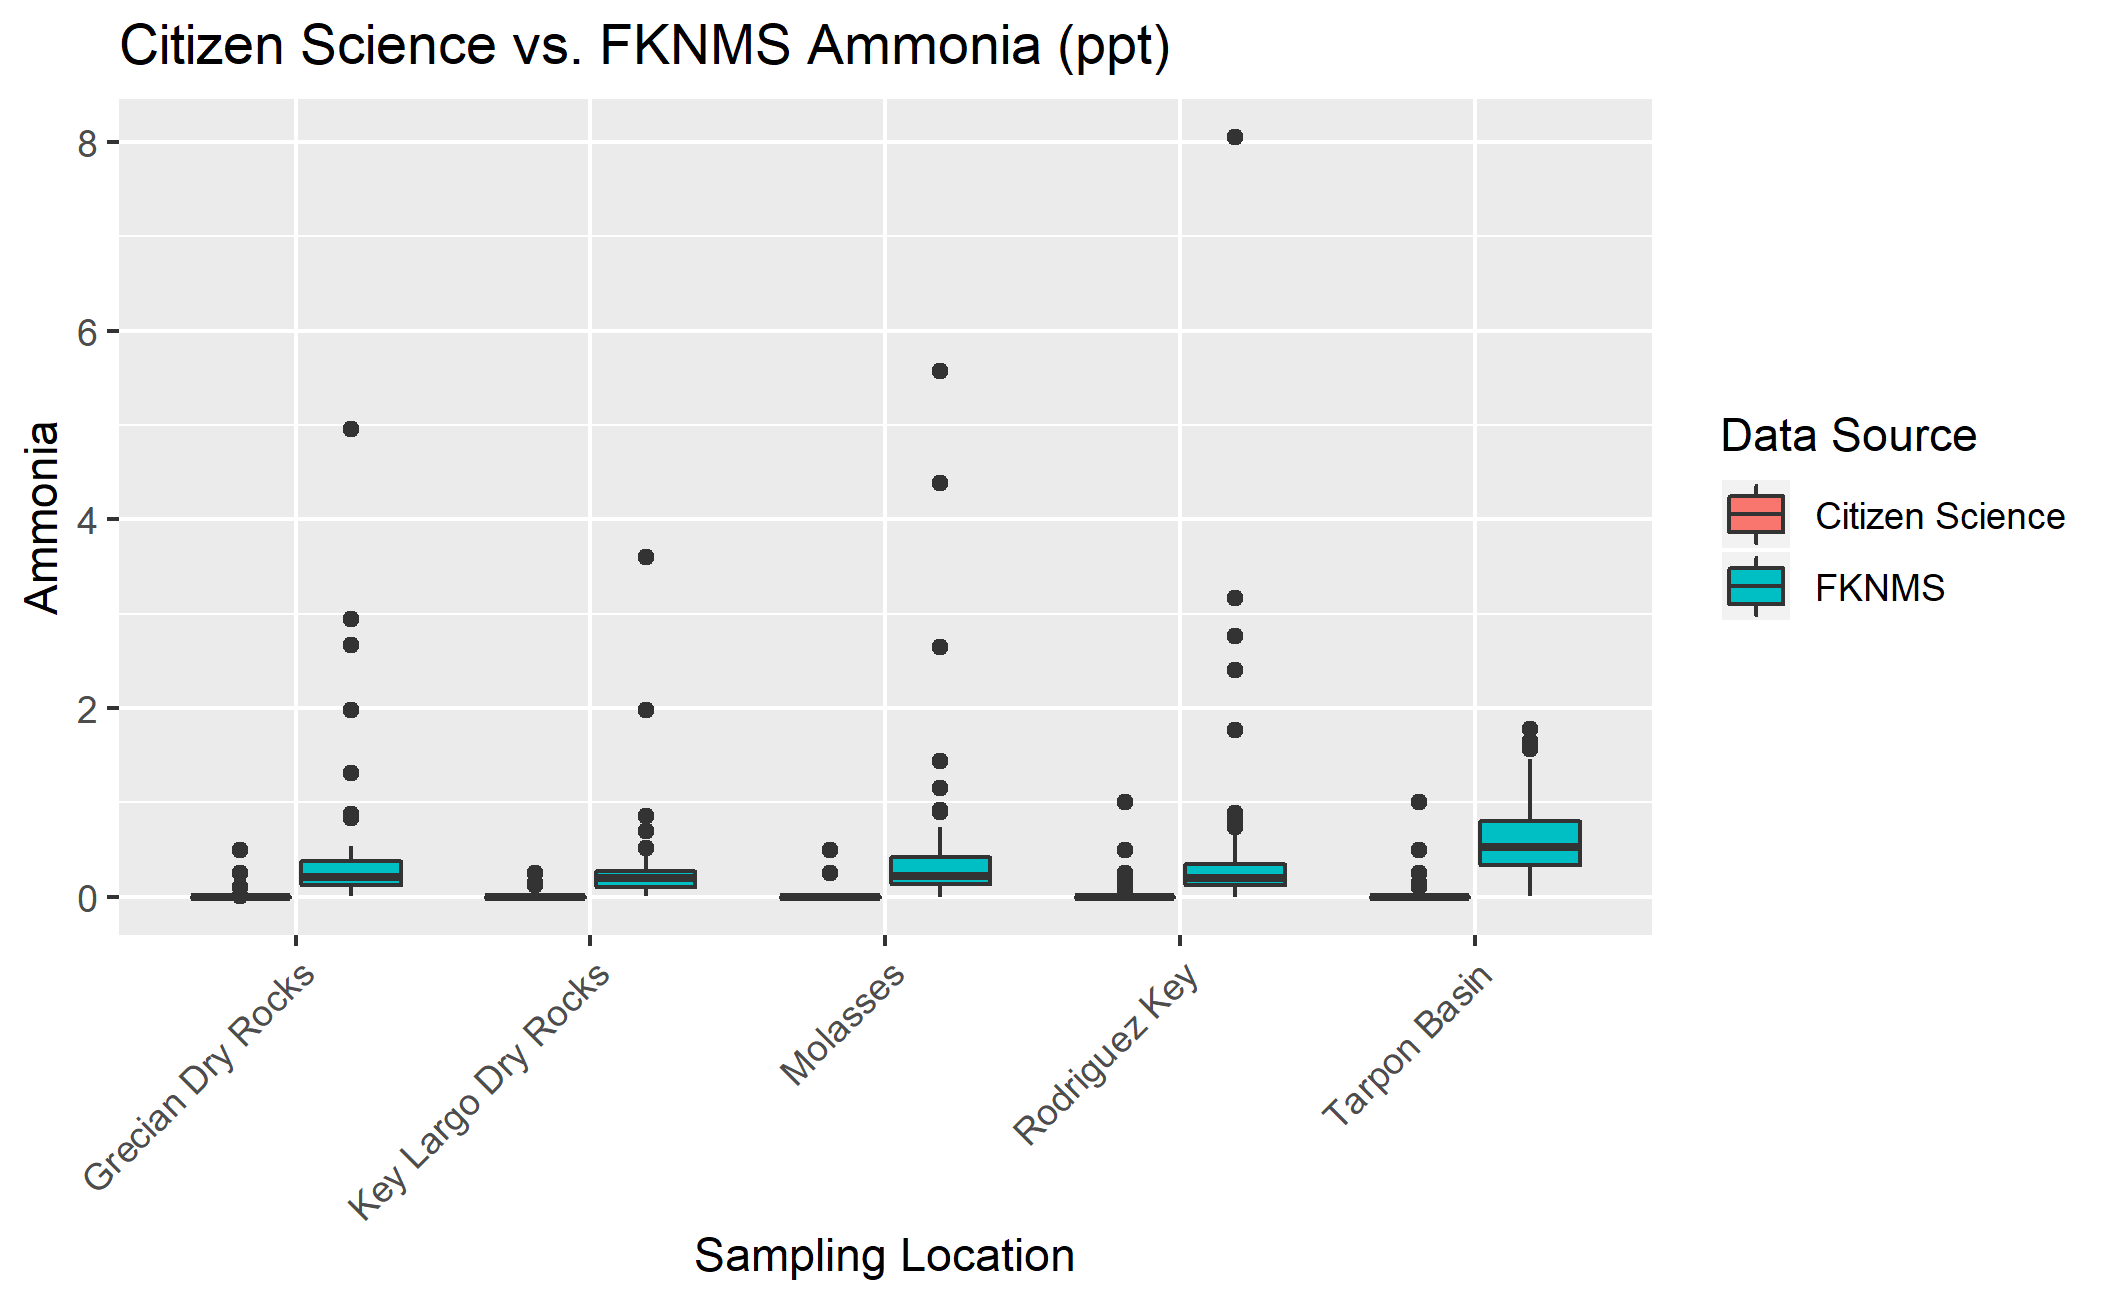 Citizen Science vs. FKNMS Ammonia (ppt)
8
6
4
2
0
Ammonia
Grecian Dry Rocks
Key Largo Dry Rocks
Molasses
Rodriguez Key
Tarpon Basin
Sampling Location
Data Source
Citizen Science
FKNMS